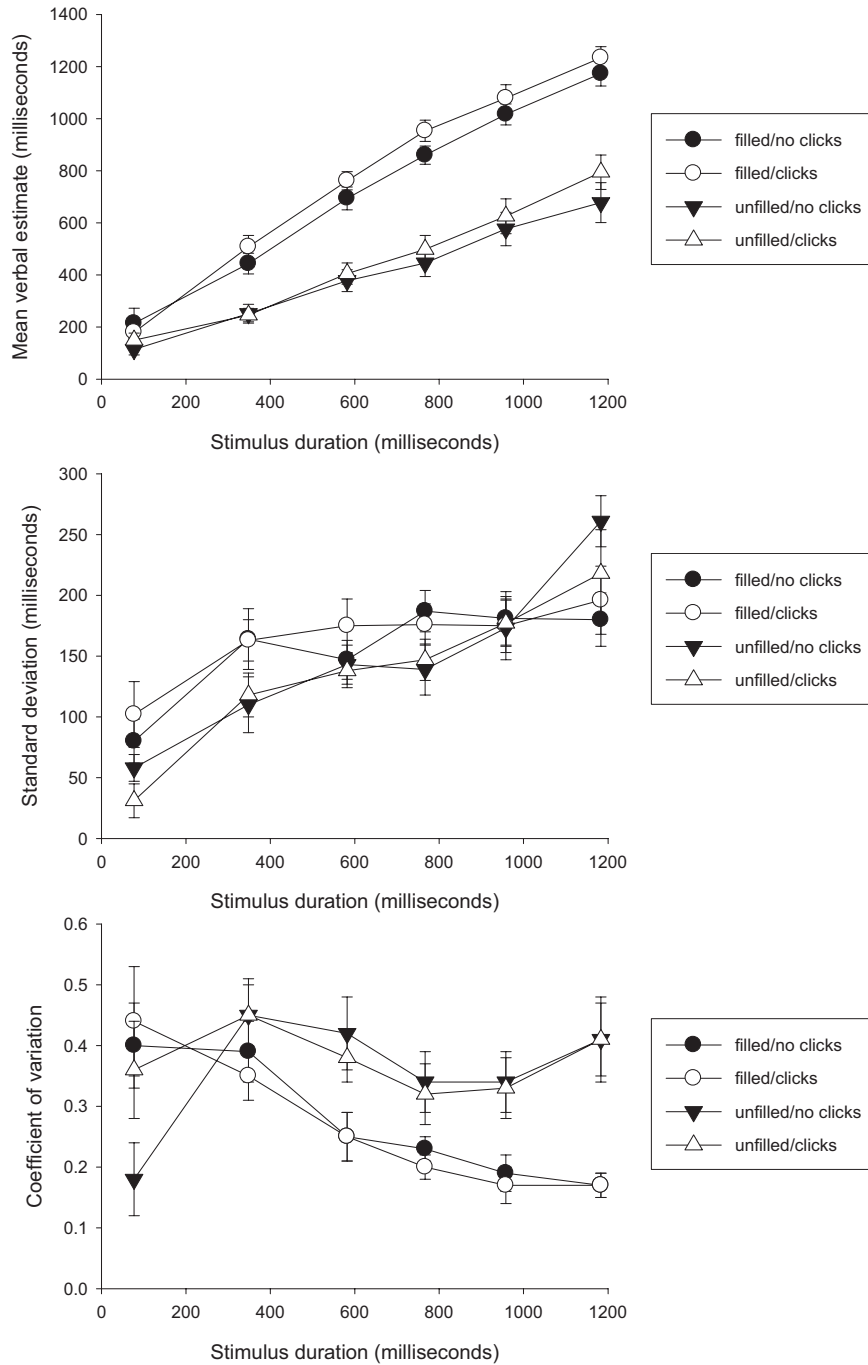 1400
1200
1000
800
600
400
200
0
Mean verbal estimate (milliseconds)
0 200 400 600 800 1000 1200
Stimulus duration (milliseconds)
filled/no clicks
filled/clicks
unfilled/no clicks
unfilled/clicks
300
250
200
150
100
50
0
Standard deviation (milliseconds)
0 200 400 600 800 1000 1200
Stimulus duration (milliseconds)
filled/no clicks
filled/clicks
unfilled/no clicks
unfilled/clicks
0.6
0.5
0.4
0.3
0.2
0.1
0.0
Coefficient of variation
0 200 400 600 800 1000 1200
Stimulus duration (milliseconds)
filled/no clicks
filled/clicks
unfilled/no clicks
unfilled/clicks